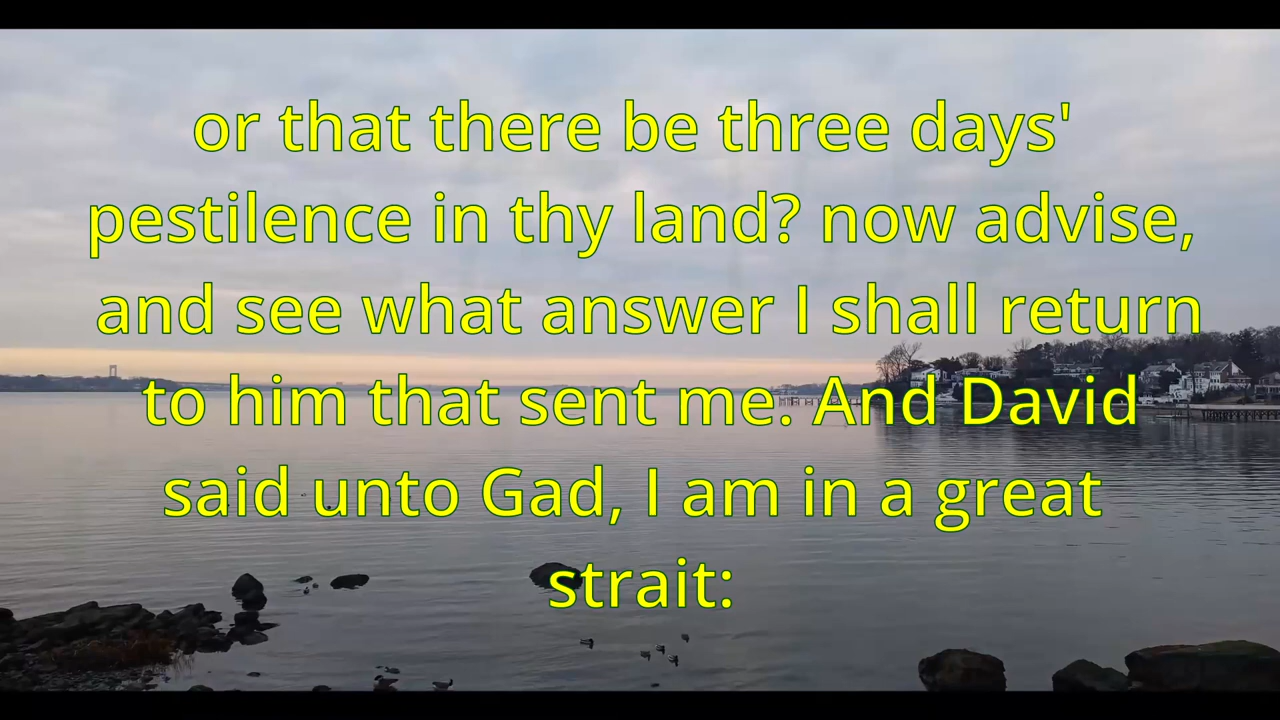 or that there be three days'
pestilence in thy land? now advise,
and see what answer I shall return
to him that sent me. And David
said unto Gad, I am in a great
strait: